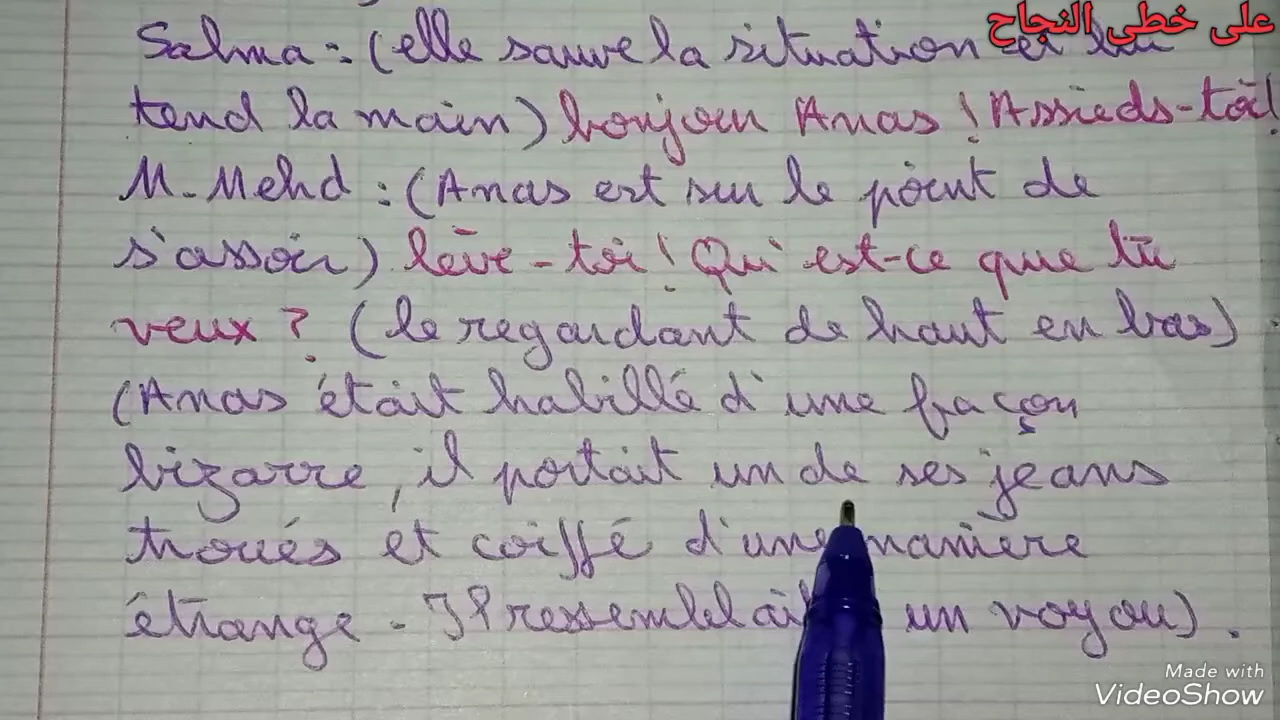 على خطى النجاح
Salma : (elle sauve la situation et lui
tend la main) bonjour Anas ! Assieds-toi !
M. Mehd : (Anas est sur le point de
s'assoir) lève-toi ! Qu'est-ce que tu
veux ? (le regardant de haut en bas)
(Anas était habillé d'une façon
bizarre, il portait un de ses jeans
troués et coiffé d'une manière
étrange. Il ressemblait un voyou).
Made with
VideoShow